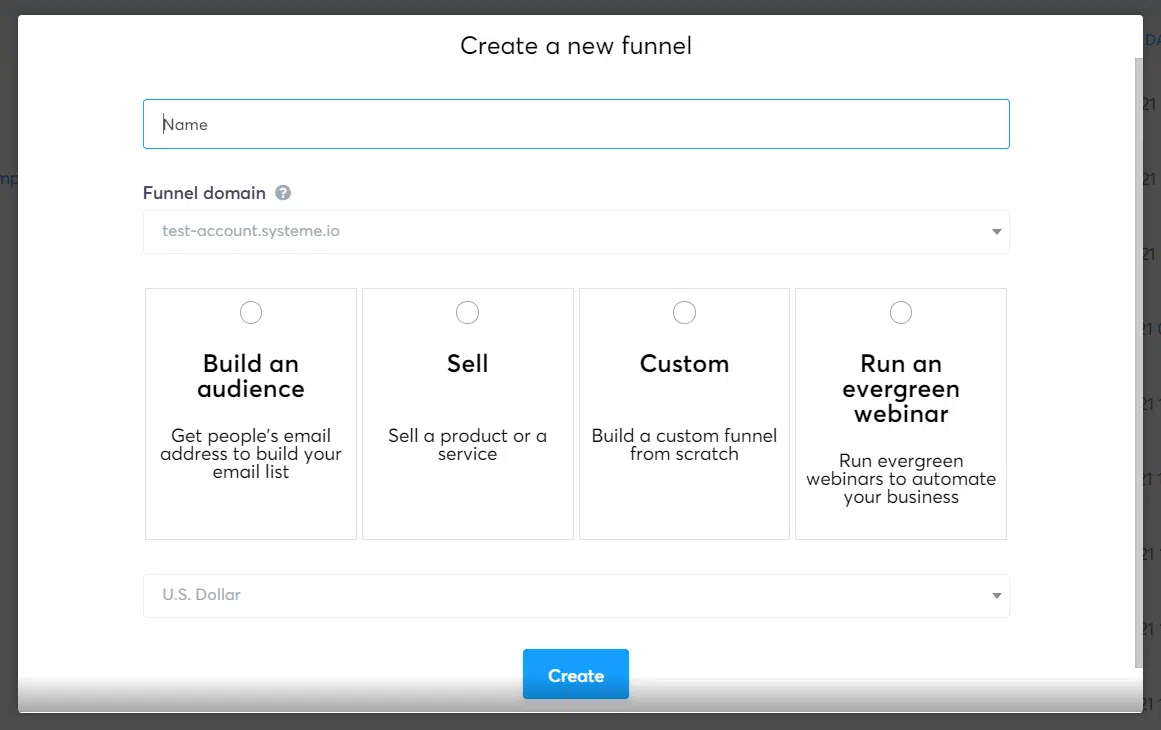 Create a new funnel
Name
Funnel domain ?
test-account.systeme.io
Build an
audience
Get people's email
address to build your
email list
Sell
Sell a product or a
service
Custom
Build a custom funnel
from scratch
Run an
evergreen
webinar
Run evergreen
webinars to automate
your business
U.S. Dollar
Create